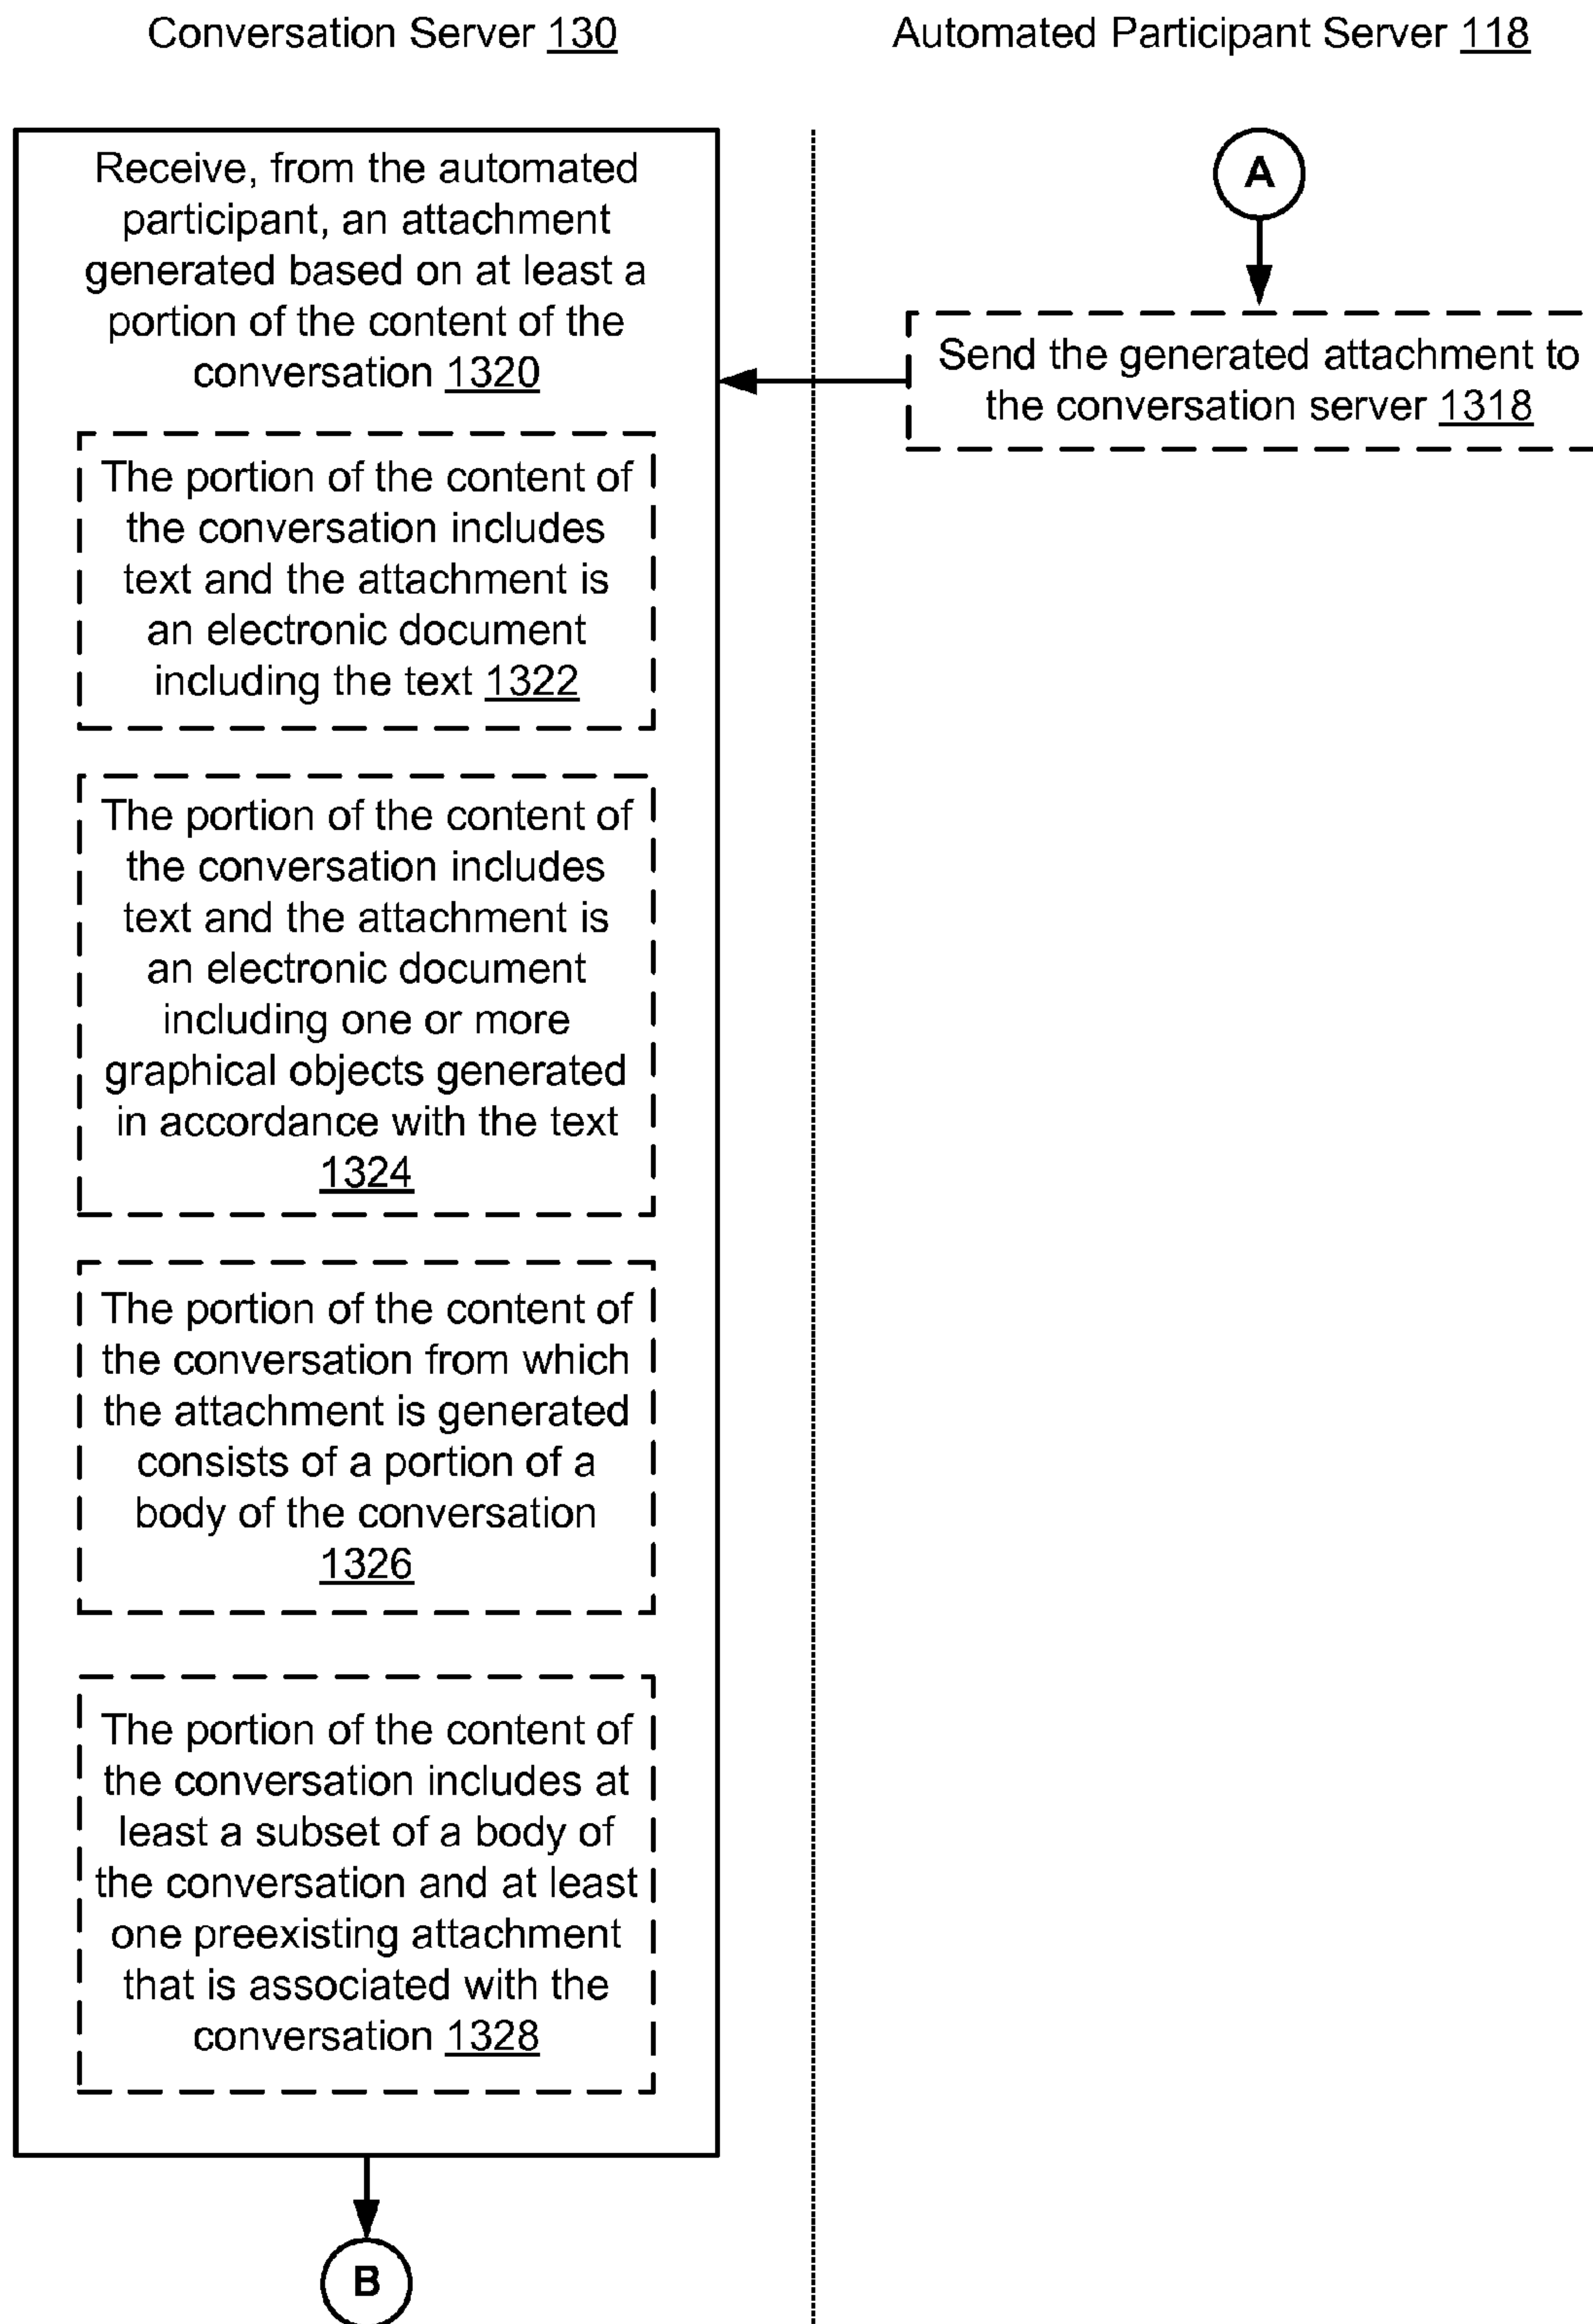 Conversation Server 130
Automated Participant Server 118
Receive, from the automated
participant, an attachment
generated based on at least a
portion of the content of the
conversation 1320
A
Send the generated attachment to
the conversation server 1318
The portion of the content of
the conversation includes
text and the attachment is
an electronic document
including the text 1322
The portion of the content of
the conversation includes
text and the attachment is
an electronic document
including one or more
graphical objects generated
in accordance with the text
1324
The portion of the content of
the conversation from which
the attachment is generated
consists of a portion of a
body of the conversation
1326
The portion of the content of
the conversation includes at
least a subset of a body of
the conversation and at least
one preexisting attachment
that is associated with the
conversation 1328
B